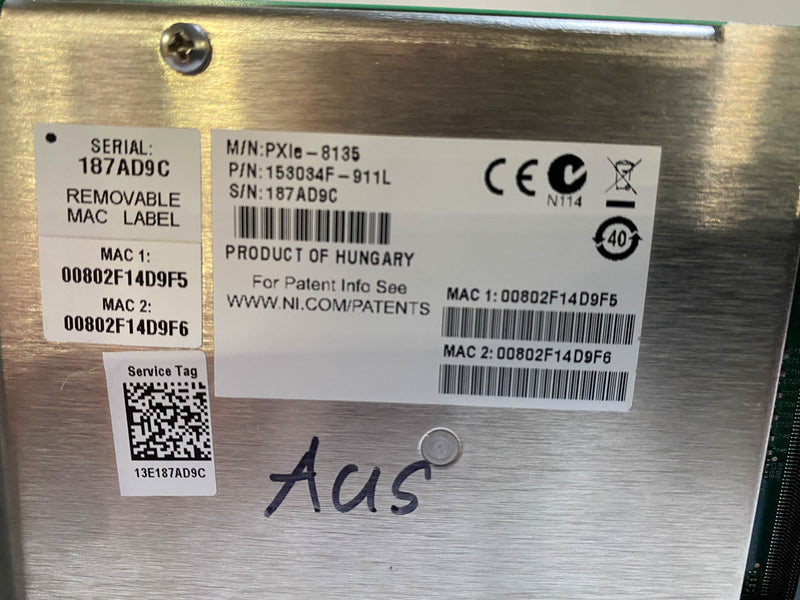 SERIAL:
187AD9C
REMOVABLE
MAC LABEL
MAC 1:
00802F14D9F5
MAC 2:
00802F14D9F6
M/N:PXIe-8135
P/N:153034F-911L
S/N:187AD9C
PRODUCT OF HUNGARY
For Patent Info See
WWW.NI.COM/PATENTS
CE
N114
40
MAC 1:00802F14D9F5
MAC 2:00802F14D9F6
Service Tag
13E187AD9C
Aus